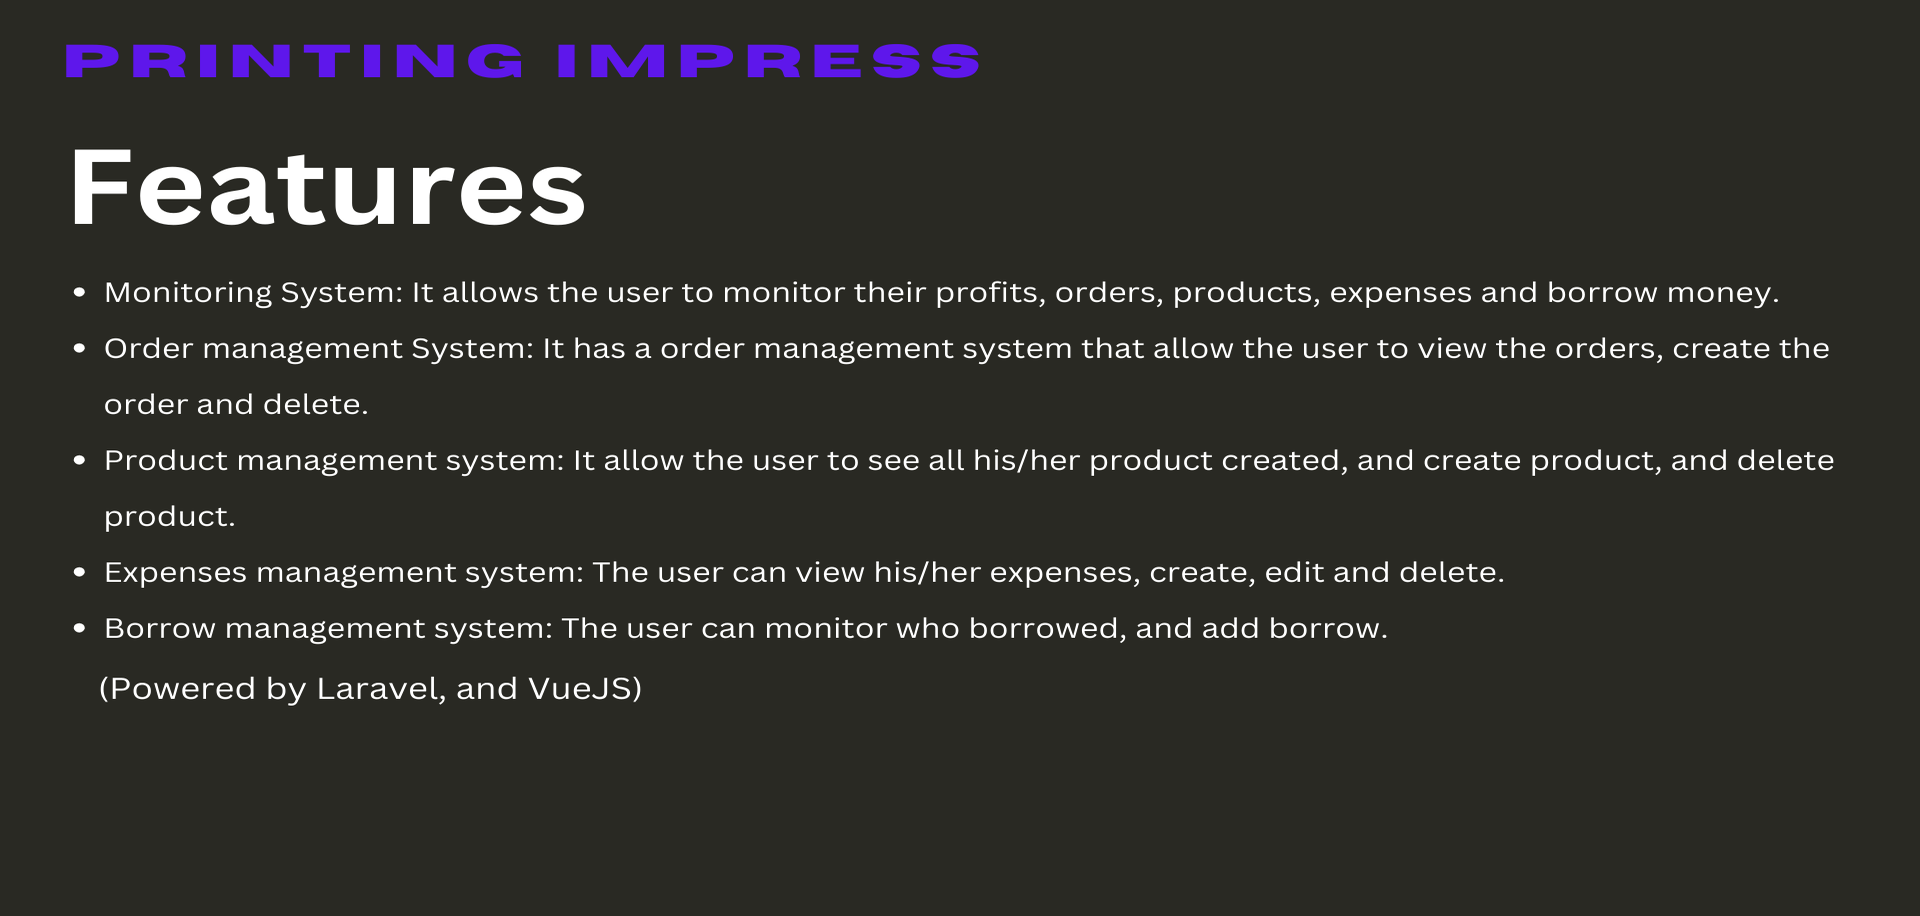 PRINTING IMPRESS
Features
• Monitoring System: It allows the user to monitor their profits, orders, products, expenses and borrow money.
• Order management System: It has a order management system that allow the user to view the orders, create the
order and delete.
• Product management system: It allow the user to see all his/her product created, and create product, and delete
product.
• Expenses management system: The user can view his/her expenses, create, edit and delete.
• Borrow management system: The user can monitor who borrowed, and add borrow.
(Powered by Laravel, and VueJS)